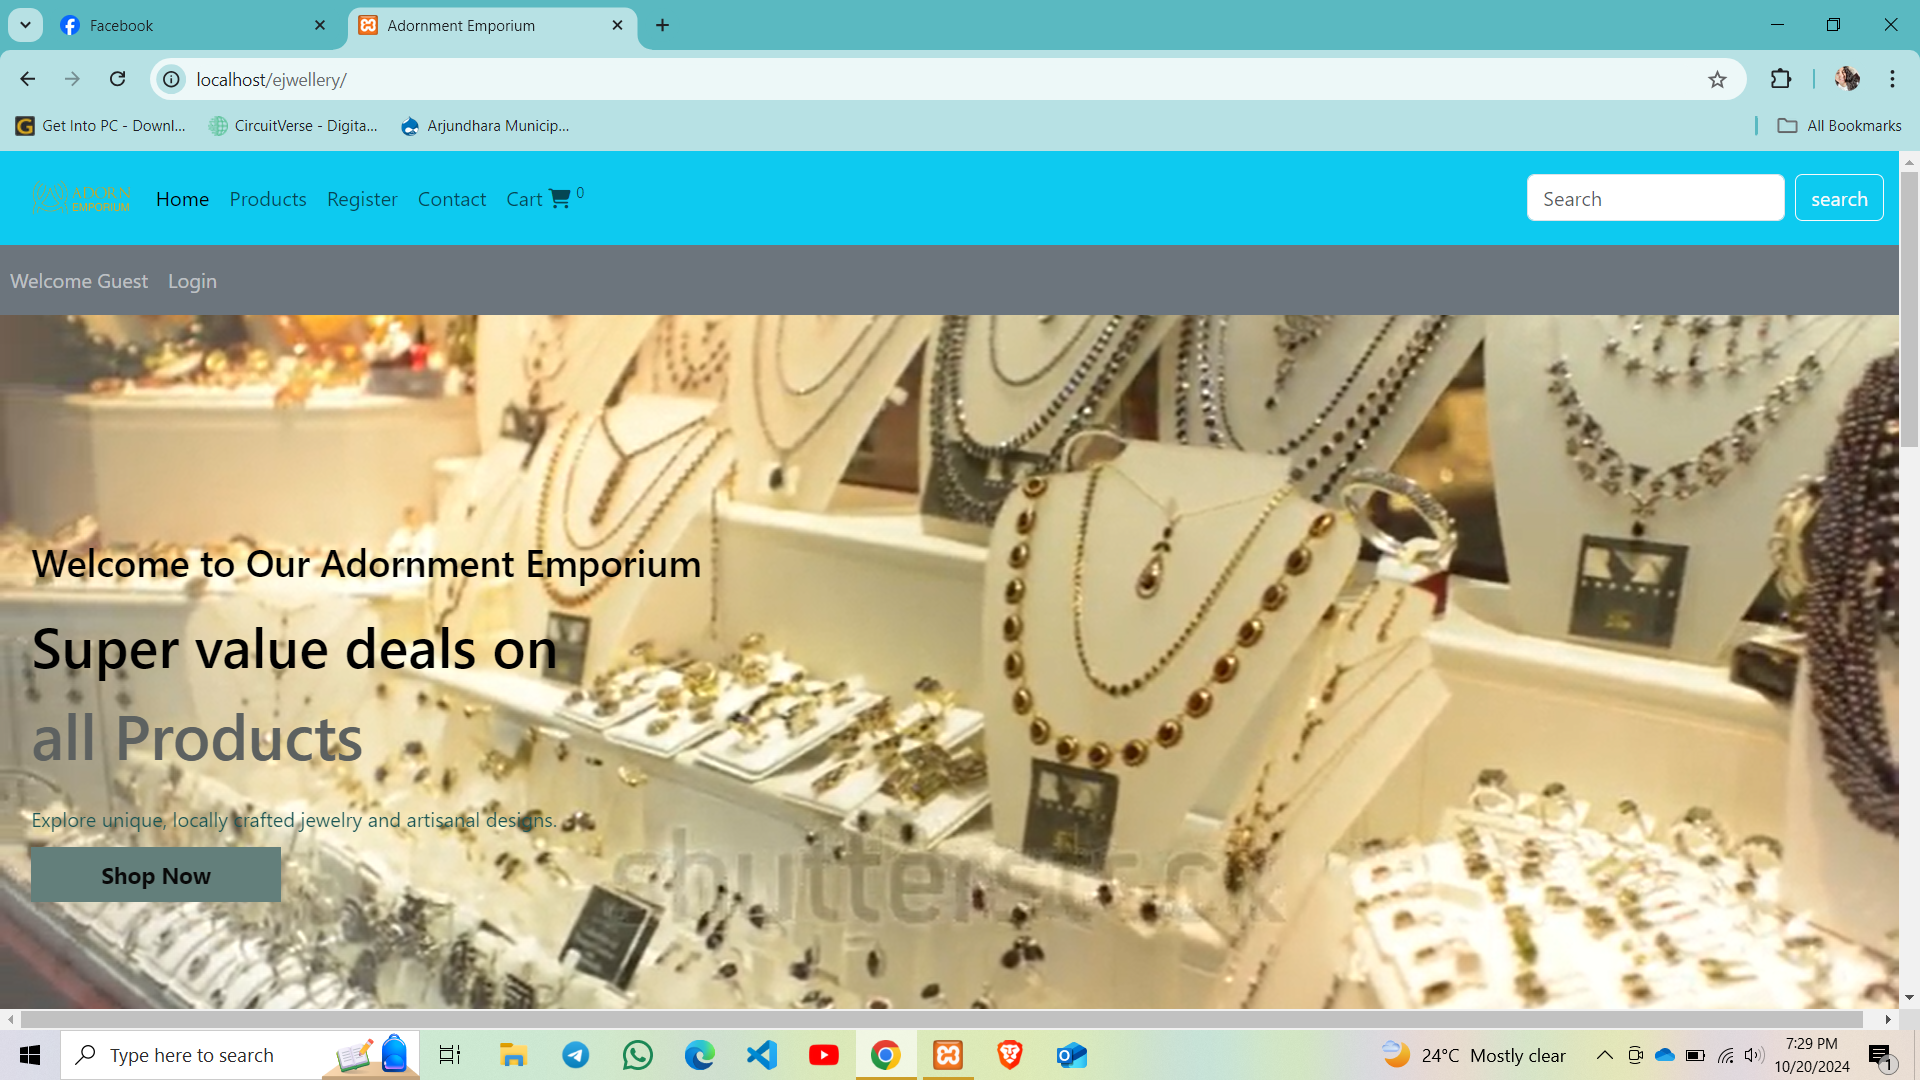 Facebook
Adornment Emporium
localhost/ejwellery/
Get Into PC - Downl...
CircuitVerse - Digita...
Arjundhara Municip...
All Bookmarks
ADORN
EMPORIUM
Home
Products
Register
Contact
Cart
0
Search
search
Welcome Guest
Login
Welcome to Our Adornment Emporium
Super value deals on
all Products
Explore unique, locally crafted jewelry and artisanal designs.
Shop Now
shutterstock
Type here to search
24°C Mostly clear
7:29 PM
10/20/2024
1